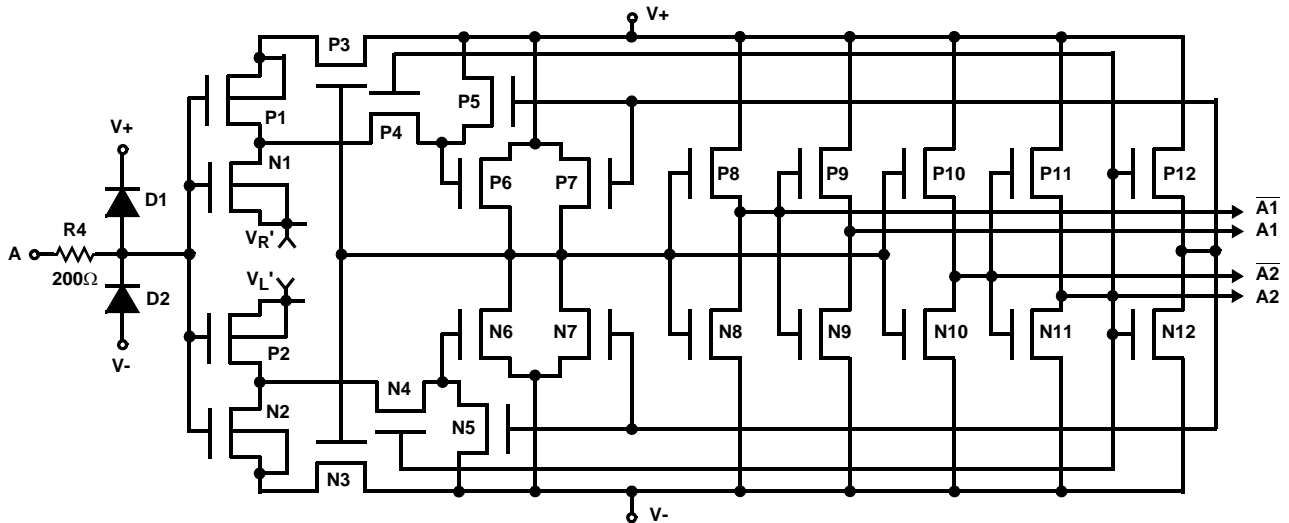 V+
P3
P5
P1
P4
V+
N1
P6
P7
P8
P9
P10
P11
P12
D1
A1
R4
VR'
A1
A
200Ω
VL'
A2
D2
A2
N6
N7
N8
N9
N10
N11
N12
P2
V-
N4
N2
N5
N3
V-